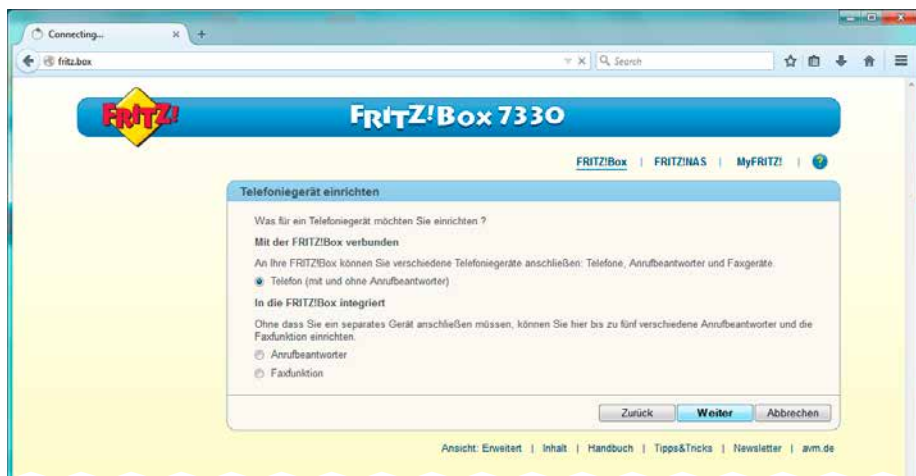 Connecting...
fritz.box
Search
FRITZ!
FRITZ!Box 7330
FRITZ!Box | FRITZ!NAS | MyFRITZ! | ?
Telefoniegerät einrichten
Was für ein Telefoniegerät möchten Sie einrichten ?
Mit der FRITZ!Box verbunden
An Ihre FRITZ!Box können Sie verschiedene Telefoniegeräte anschließen: Telefone, Anrufbeantworter und Faxgeräte.
Telefon (mit und ohne Anrufbeantworter)
In die FRITZ!Box integriert
Ohne dass Sie ein separates Gerät anschließen müssen, können Sie hier bis zu fünf verschiedene Anrufbeantworter und die
Faxfunktion einrichten.
Anrufbeantworter
Faxfunktion
Zurück Weiter Abbrechen
Ansicht: Erweitert | Inhalt | Handbuch | Tipps&Tricks | Newsletter | avm.de